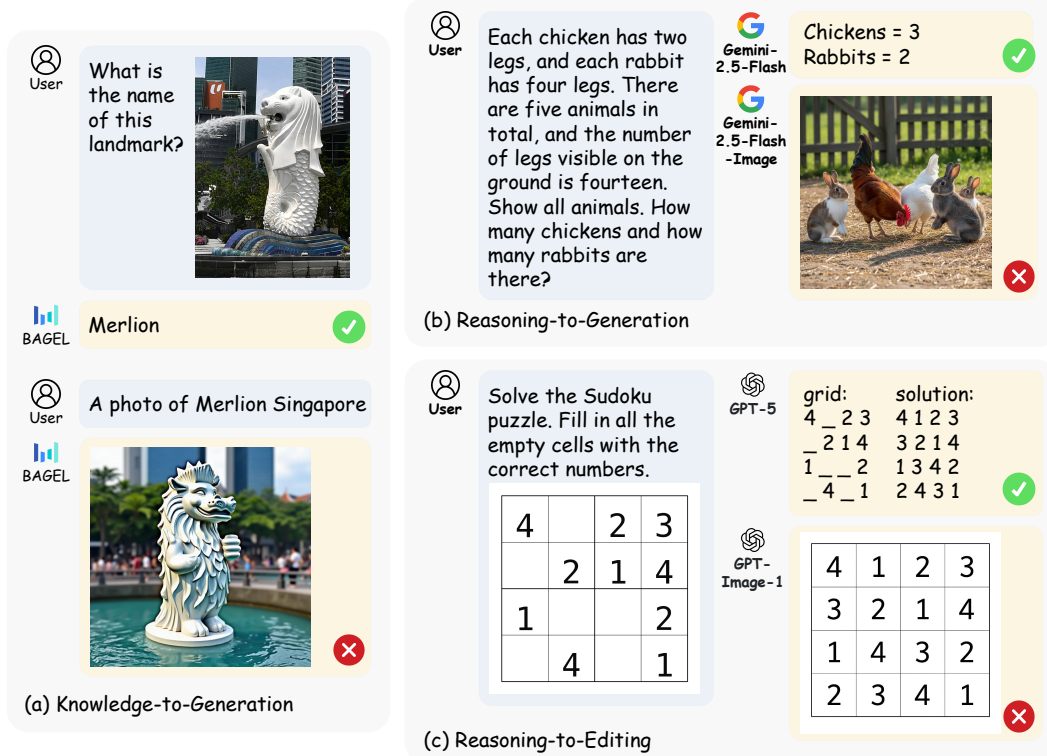 User
What is
the name
of this
landmark?
BAGEL
Merlion
User
A photo of Merlion Singapore
BAGEL
(a) Knowledge-to-Generation
User
Each chicken has two
legs, and each rabbit
has four legs. There
are five animals in
total, and the number
of legs visible on the
ground is fourteen.
Show all animals. How
many chickens and how
many rabbits are
there?
Gemini-
2.5-Flash
Chickens = 3
Rabbits = 2
Gemini-
2.5-Flash
-Image
(b) Reasoning-to-Generation
User
Solve the Sudoku
puzzle. Fill in all the
empty cells with the
correct numbers.
4 2 3
2 1 4
1 2
4 1
GPT-5
grid: solution:
4 _ 2 3 4 1 2 3
_ 2 1 4 3 2 1 4
1 _ _ 2 1 3 4 2
_ 4 _ 1 2 4 3 1
GPT-
Image-1
4 1 2 3
3 2 1 4
1 4 3 2
2 3 4 1
(c) Reasoning-to-Editing